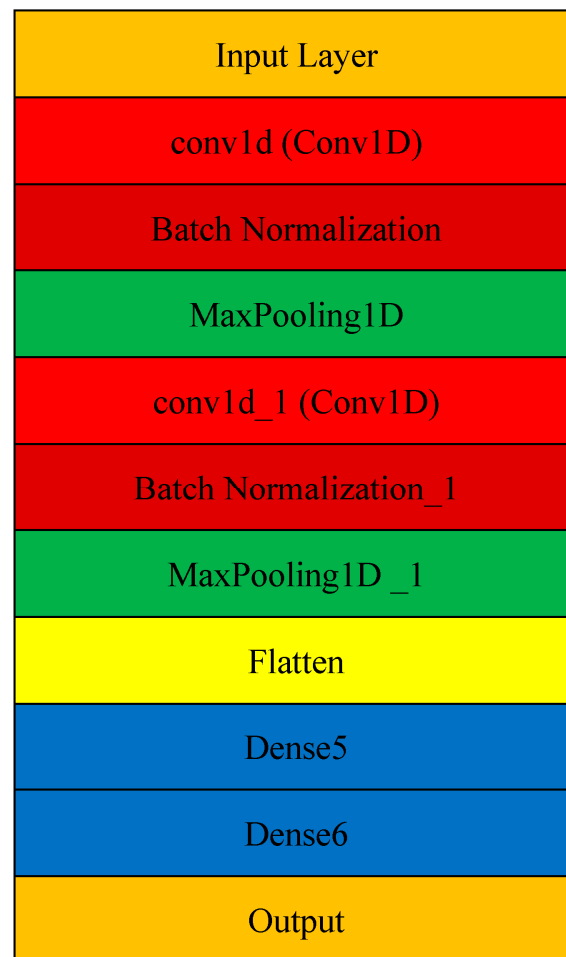 Input Layer
conv1d (Conv1D)
Batch Normalization
MaxPooling1D
conv1d_1 (Conv1D)
Batch Normalization_1
MaxPooling1D _1
Flatten
Dense5
Dense6
Output